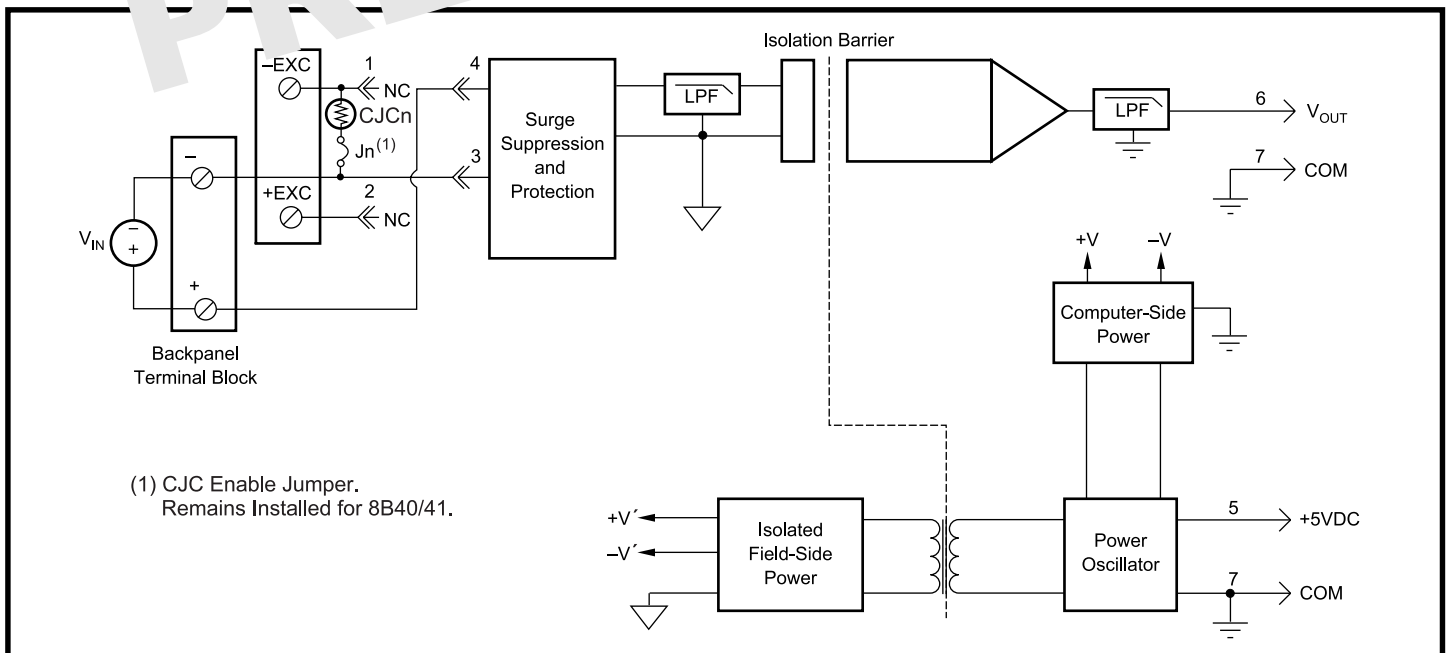 PRE
Isolation Barrier
–EXC
1
NC
4
CJCn
Jn(1)
–
3
+EXC
2
NC
VIN
–
+
+
Backpanel
Terminal Block
Surge
Suppression
and
Protection
LPF
LPF
6
VOUT
7
COM
+V
–V
Computer-Side
Power
(1) CJC Enable Jumper.
Remains Installed for 8B40/41.
+V´
–V´
Isolated
Field-Side
Power
Power
Oscillator
5
+5VDC
7
COM